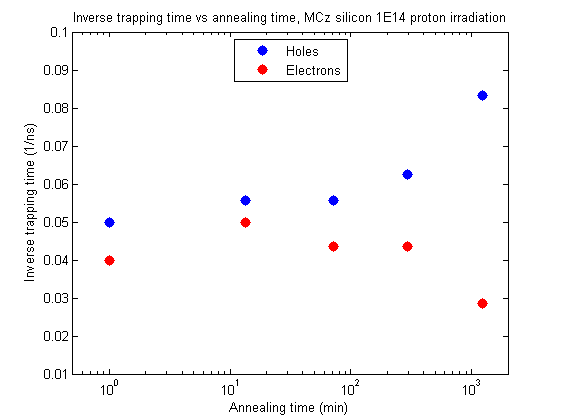 Inverse trapping time vs annealing time, MCz silicon 1E14 proton irradiation
Holes
Electrons
Inverse trapping time (1/ns)
0.1
0.09
0.08
0.07
0.06
0.05
0.04
0.03
0.02
0.01
10^0 10^1 10^2 10^3
Annealing time (min)